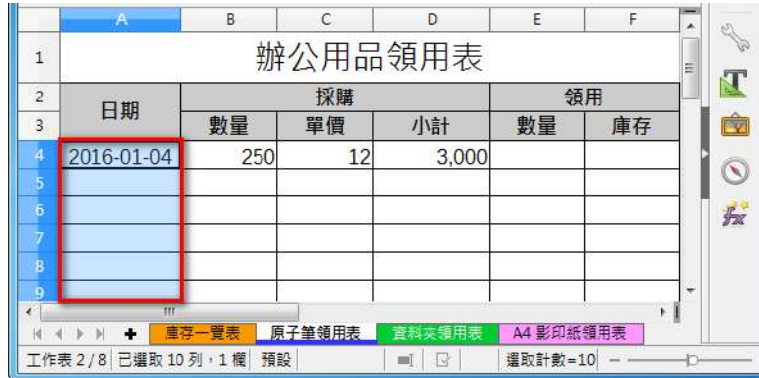 A B C D E F
1 辦公用品領用表
2 日期 採購 領用
3 數量 單價 小計 數量 庫存
4 2016-01-04 250 12 3,000
5
6
7
8
9
庫存一覽表 原子筆領用表 資料夾領用表 A4 影印紙領用表
工作表 2 / 8 已選取 10 列，1 欄 預設 選取計數=10